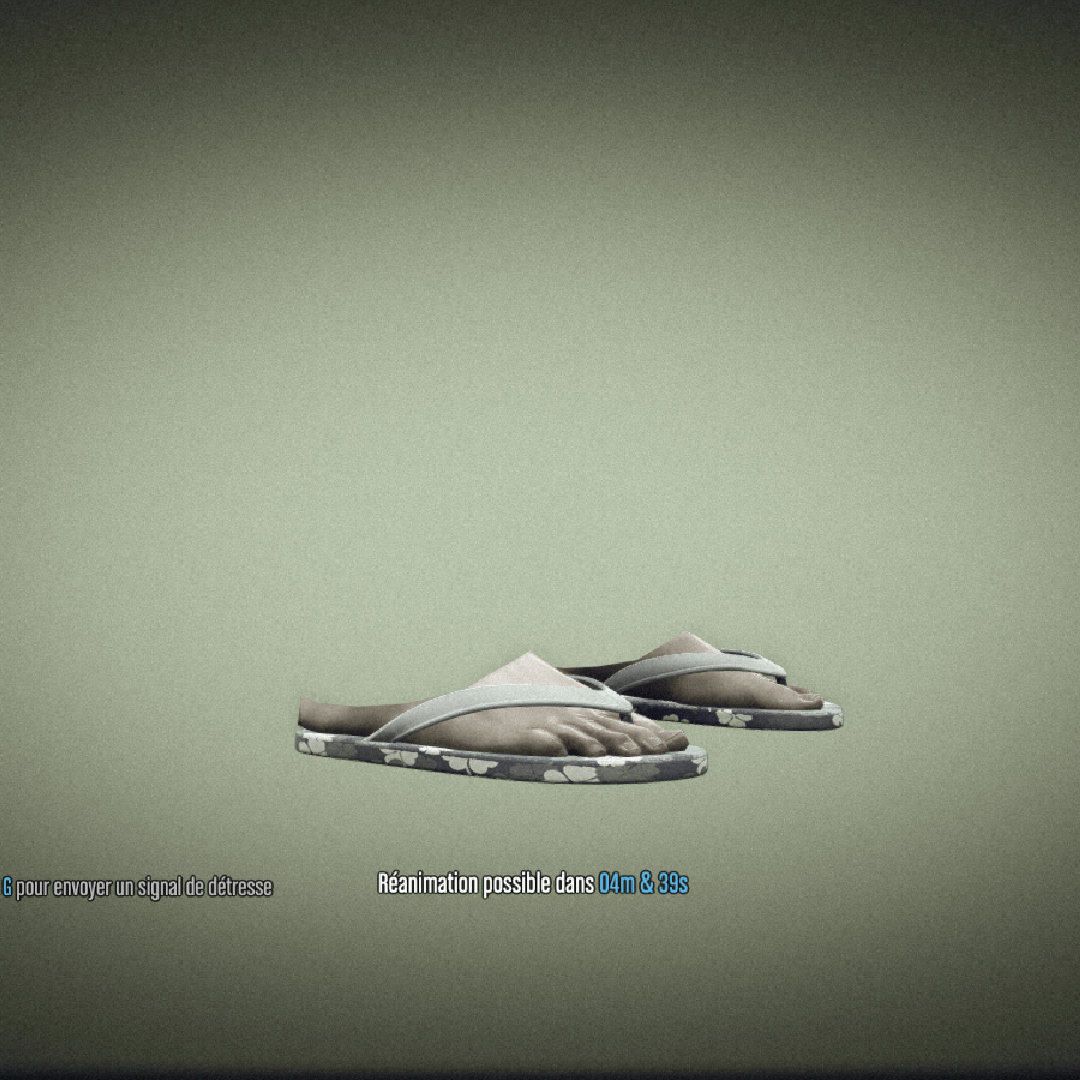 G pour envoyer un signal de détresse
Réanimation possible dans 04m & 39s